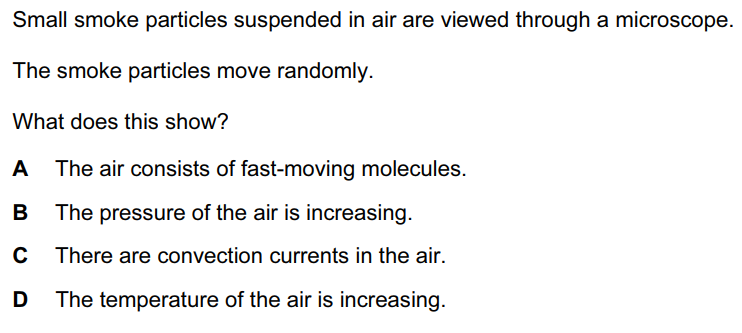 Small smoke particles suspended in air are viewed through a microscope.
The smoke particles move randomly.
What does this show?
A The air consists of fast-moving molecules.
B The pressure of the air is increasing.
C There are convection currents in the air.
D The temperature of the air is increasing.